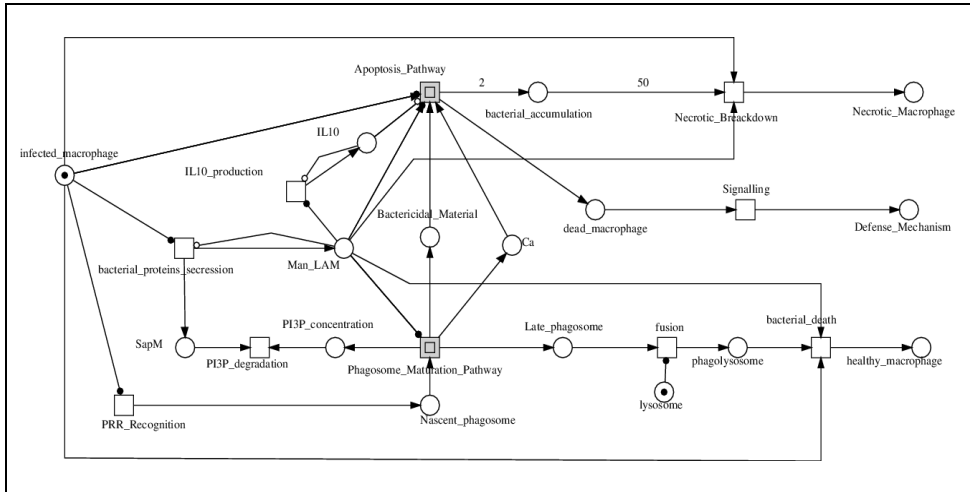 Apoptosis_Pathway
2
50
bacterial_accumulation
Necrotic_Breackdown
Necrotic_Macrophage
IL10
infected_macrophage
IL10_production
Signalling
Bactericidal_Material
dead_macrophage
Defense_Mechanism
Ca
bacterial_proteins_secression
Man_LAM
SapM
PI3P_concentration
Late_phagosome
fusion
bacterial_death
PI3P_degradation
Phagosome_Maturation_Pathway
phagolysosome
healthy_macrophage
lysosome
PRR_Recognition
Nascent_phagosome